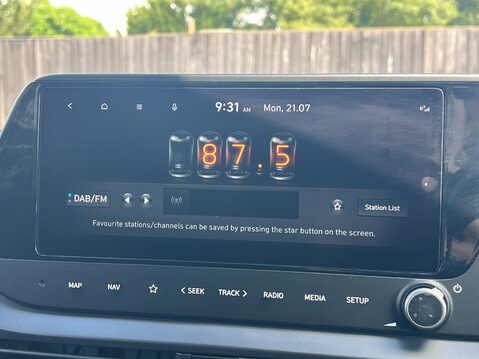 9:31 AM Mon, 21.07
87.5
DAB/FM
Station List
Favourite stations/channels can be saved by pressing the star button on the screen.
MAP NAV SEEK TRACK RADIO MEDIA SETUP